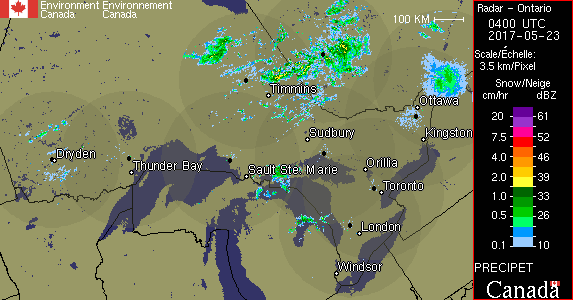 Environment Environnement
Canada Canada
100 KM
Timmins
Ottawa
Sudbury
Kingston
Dryden
Thunder Bay
Sault Ste. Marie
Orillia
Toronto
London
Windsor
Radar - Ontario
0400 UTC
2017-05-23
Scale/Échelle:
3.5 km/Pixel
Snow/Neige
cm/hr dBZ
20 61
7.5 52
4.0 46
2.0 39
1.0 33
0.5 26
0.1 10
PRECIPET
Canada